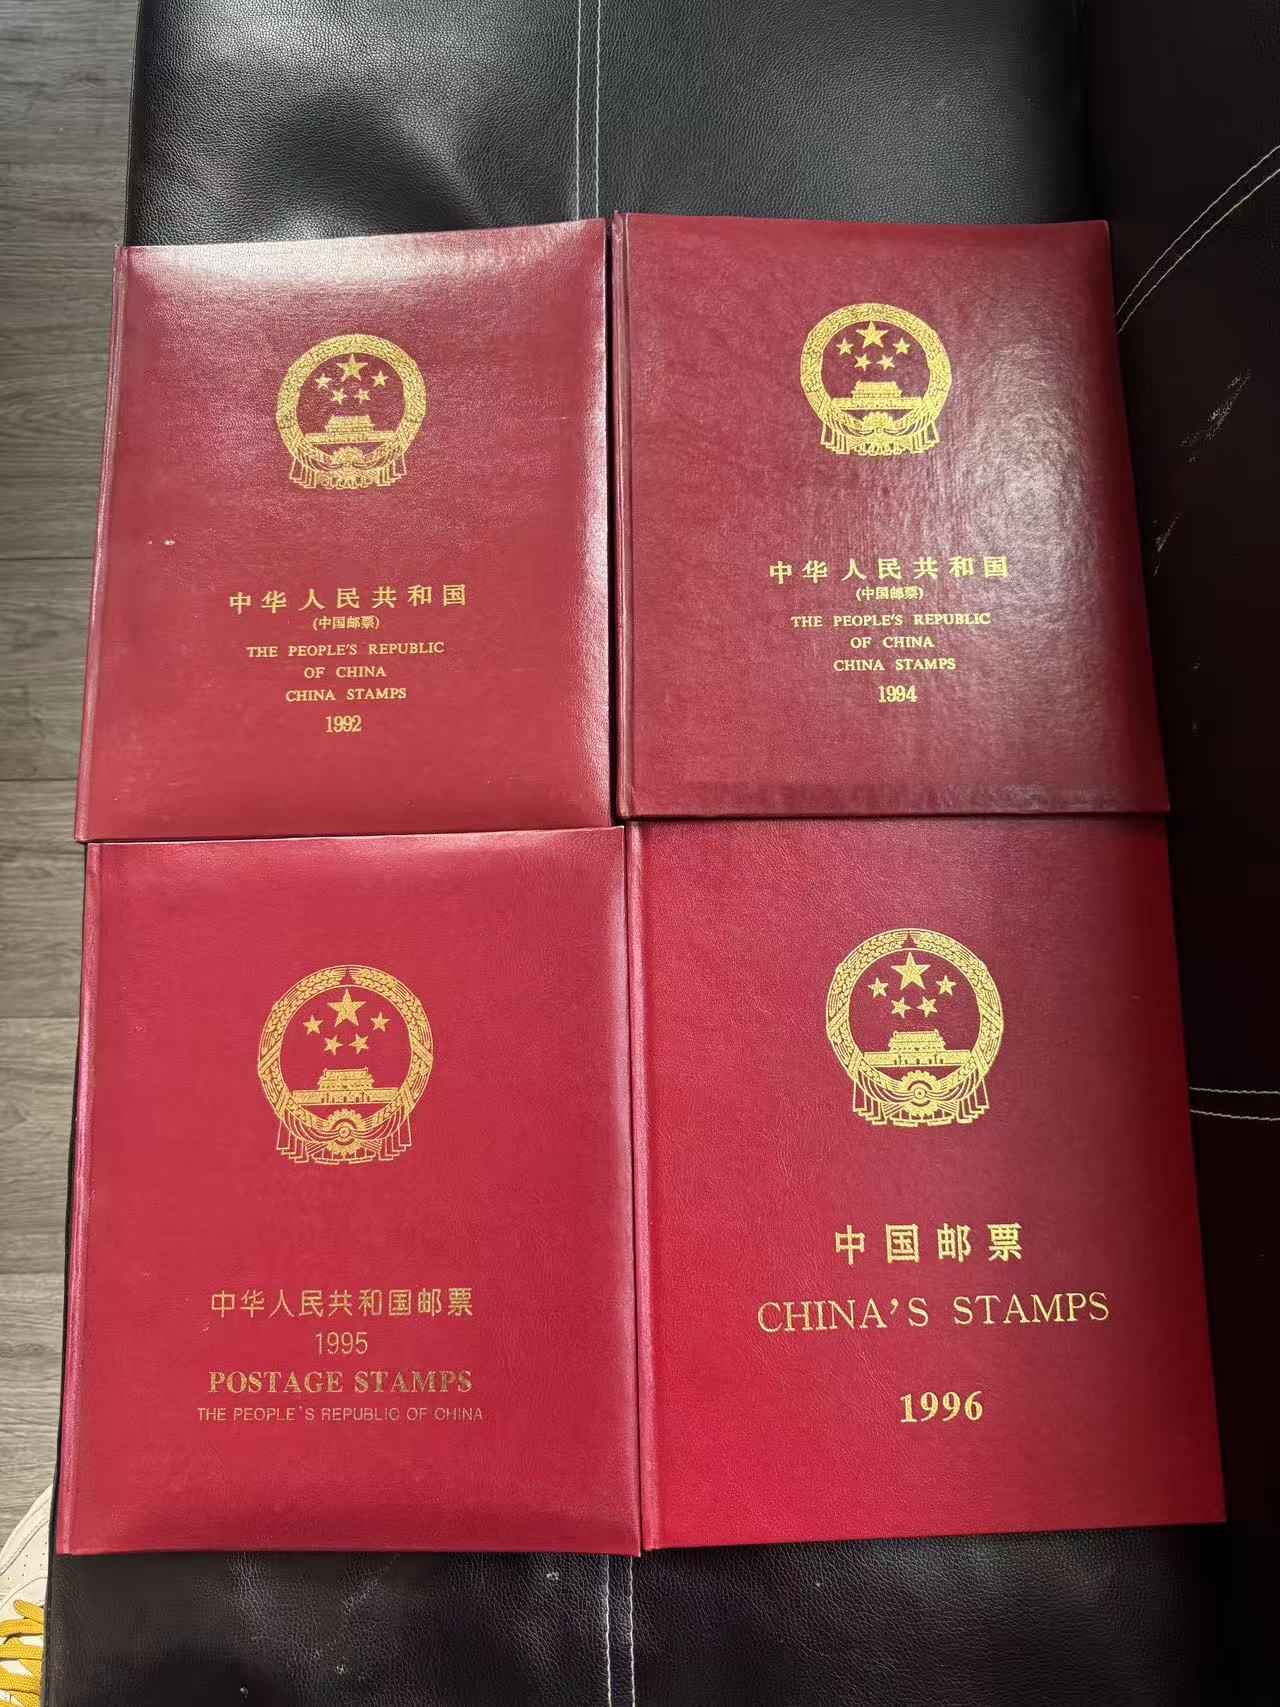 中华人民共和国
(中国邮票)
THE PEOPLE'S REPUBLIC
OF CHINA
CHINA STAMPS
1992
中华人民共和国
(中国邮票)
THE PEOPLE'S REPUBLIC
OF CHINA
CHINA STAMPS
1994
中华人民共和国邮票
1995
POSTAGE STAMPS
THE PEOPLE'S REPUBLIC OF CHINA
中国邮票
CHINA'S STAMPS
1996